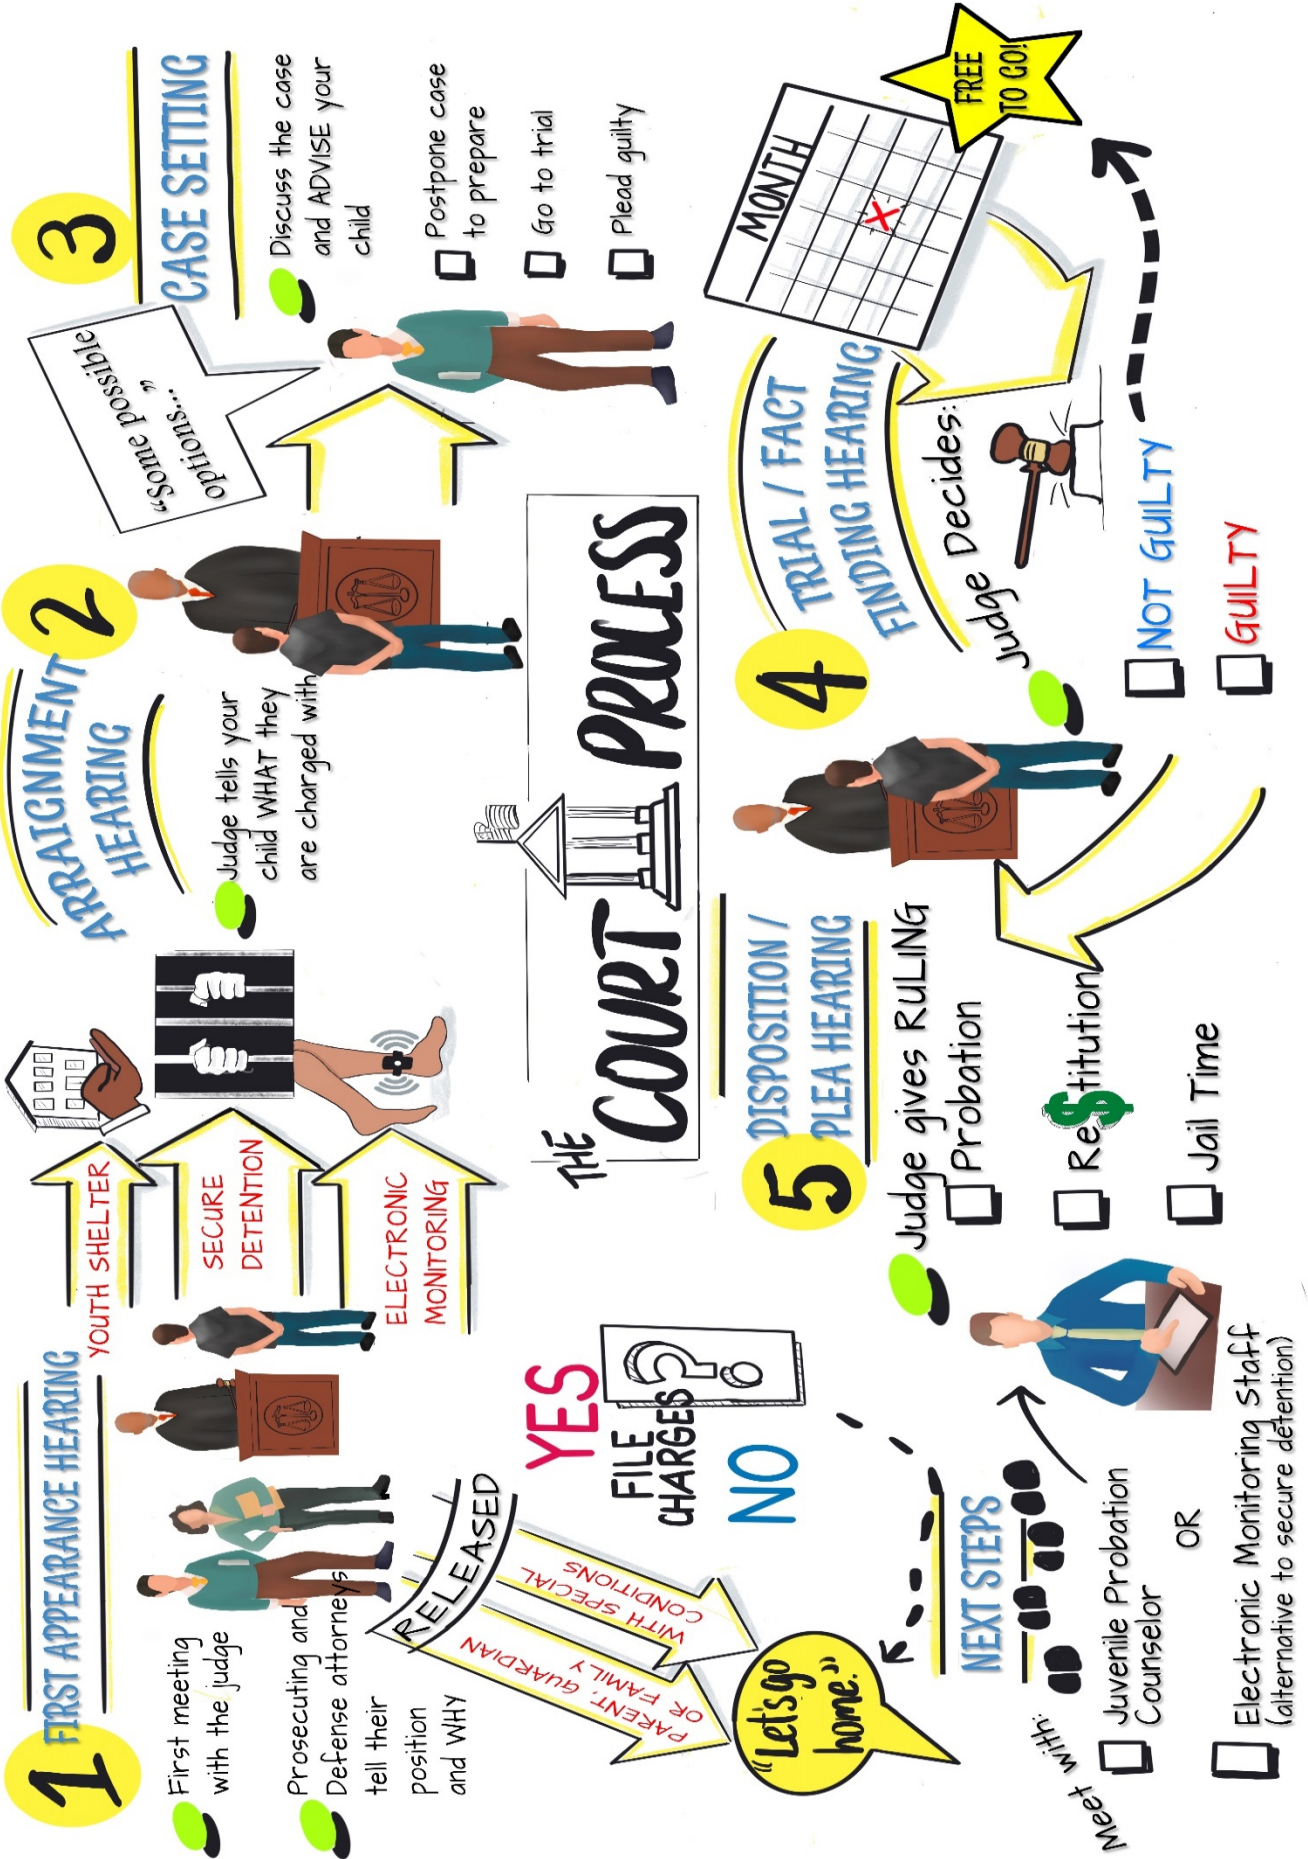 1
FIRST APPEARANCE HEARING
First meeting
with the judge
Prosecuting and
Defense attorneys
tell their
position
and WHY
YOUTH SHELTER
SECURE
DETENTION
ELECTRONIC
MONITORING
RELEASED
PARENT, GUARDIAN
OR FAMILY
WITH SPECIAL
CONDITIONS
"Let's go
home."
YES
FILE
CHARGES
?
NO
2
ARRAIGNMENT
HEARING
Judge tells your
child WHAT they
are charged with
"Some possible
options..."
3
CASE SETTING
Discuss the case
and ADVISE your
child
Postpone case
to prepare
Go to trial
Plead guilty
THE
COURT PROCESS
4
TRIAL / FACT
FINDING HEARING
MONTH
X
Judge Decides:
NOT GUILTY
GUILTY
FREE
TO GO!
5
DISPOSITION /
PLEA HEARING
Judge gives RULING
Probation
Re$titution
Jail Time
NEXT STEPS
Meet with:
Juvenile Probation
Counselor
OR
Electronic Monitoring Staff
(alternative to secure detention)